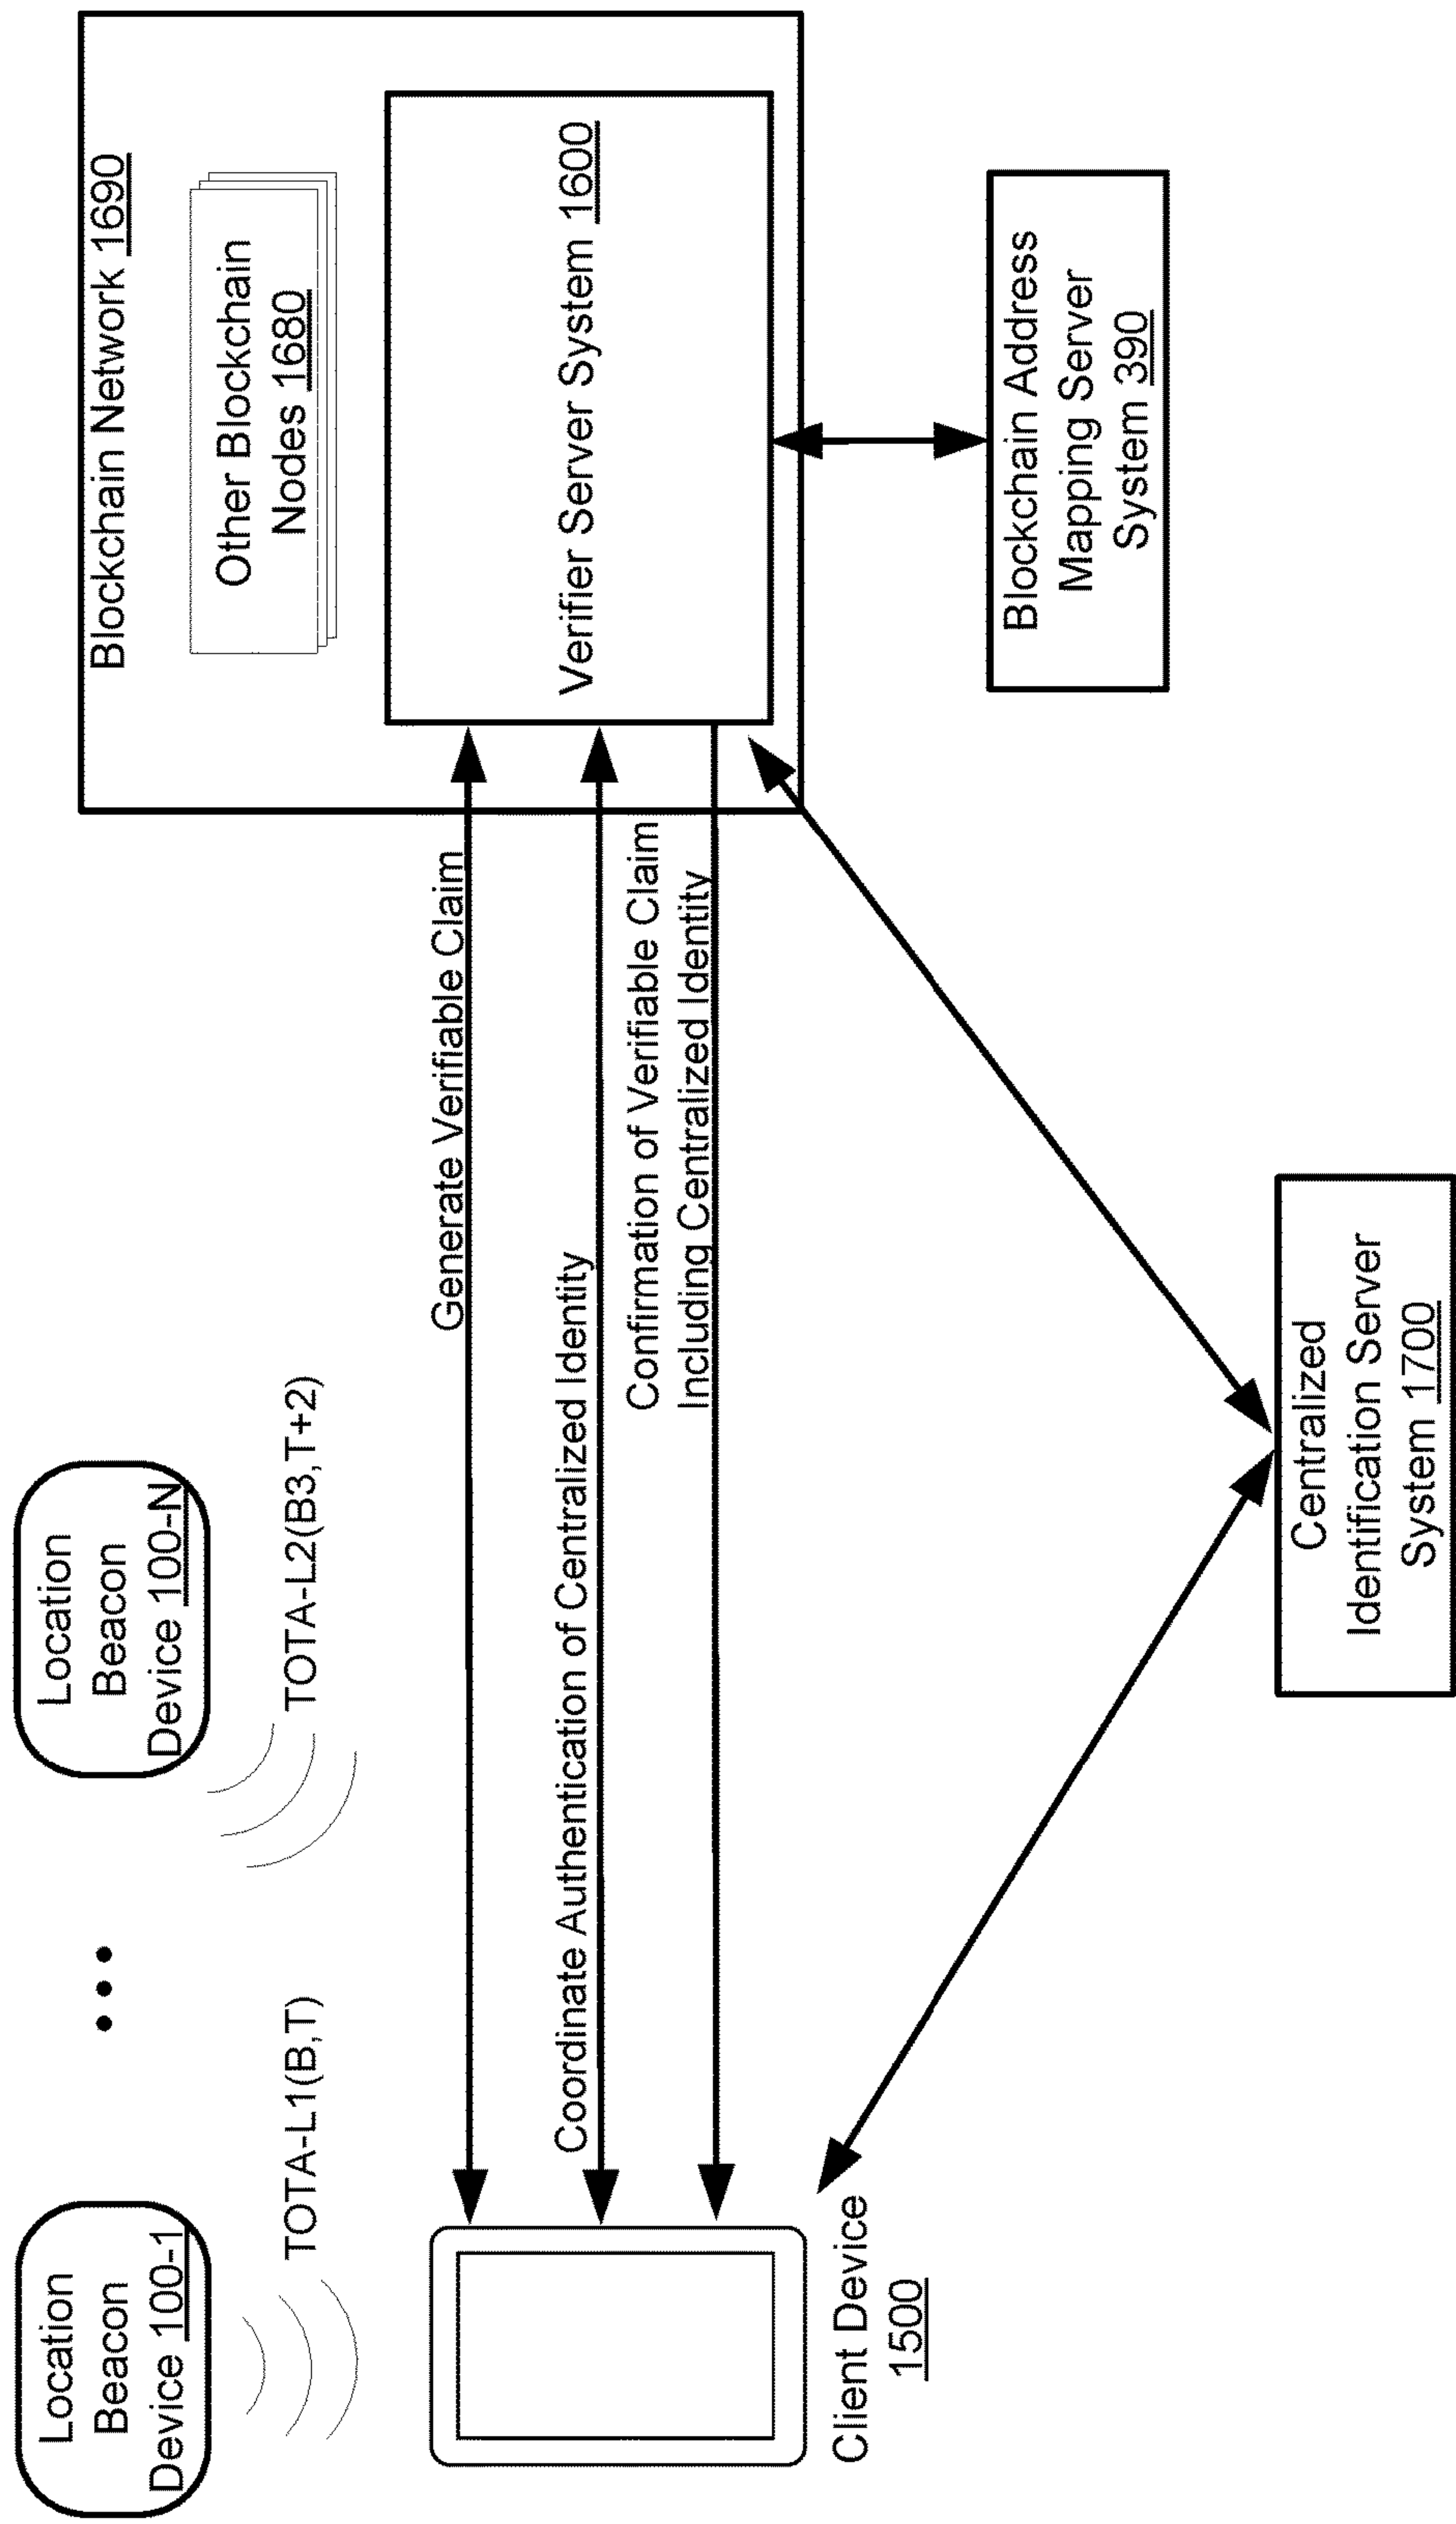 Location
Beacon
Device 100-1
TOTA-L1(B,T)
Location
Beacon
Device 100-N
TOTA-L2(B3,T+2)
Blockchain Network 1690
Other Blockchain
Nodes 1680
Verifier Server System 1600
Generate Verifiable Claim
Coordinate Authentication of Centralized Identity
Confirmation of Verifiable Claim
Including Centralized Identity
Client Device
1500
Blockchain Address
Mapping Server
System 390
Centralized
Identification Server
System 1700